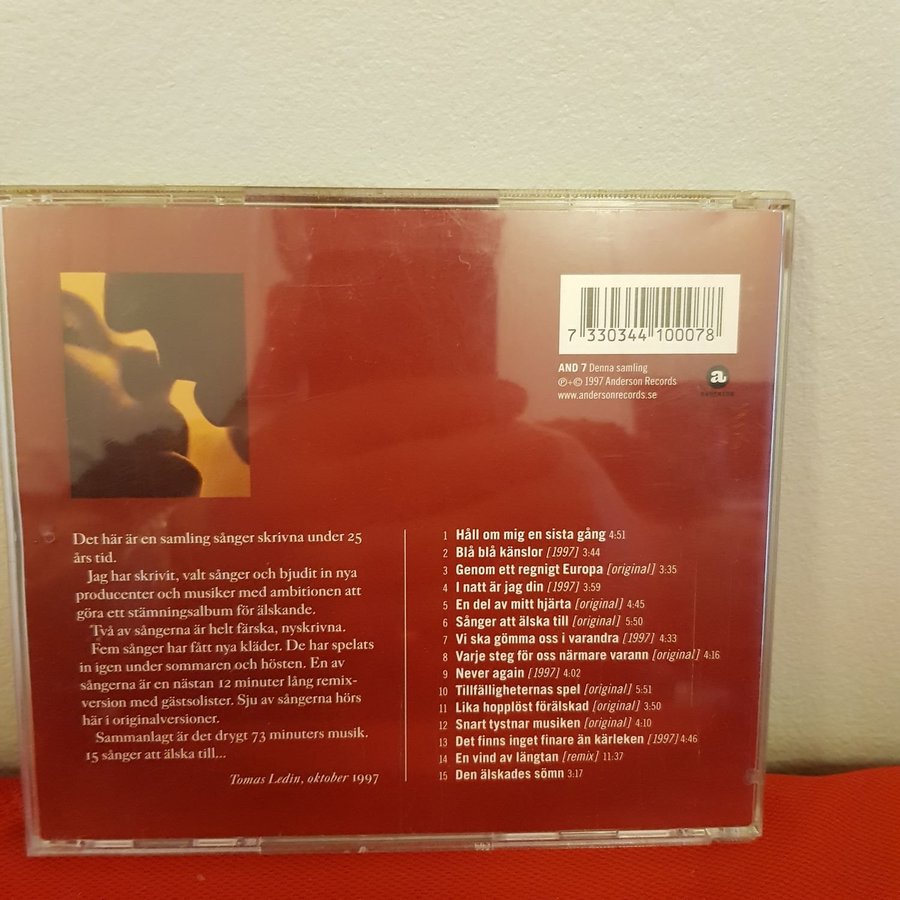 7 330344 100078
AND 7 Denna samling
℗+© 1997 Anderson Records
www.andersonrecords.se
a
Det här är en samling sånger skrivna under 25
års tid.
Jag har skrivit, valt sånger och bjudit in nya
producenter och musiker med ambitionen att
göra ett stämningsalbum för älskande.
Två av sångerna är helt färska, nyskrivna.
Fem sånger har fått nya kläder. De har spelats
in igen under sommaren och hösten. En av
sångerna är en nästan 12 minuter lång remix-
version med gästsolister. Sju av sångerna hörs
här i originalversioner.
Sammanlagt är det drygt 73 minuters musik.
15 sånger att älska till...
Tomas Ledin, oktober 1997
1 Håll om mig en sista gång 4:51
2 Blå blå känslor [1997] 3:44
3 Genom ett regnigt Europa [original] 3:35
4 I natt är jag din [1997] 3:59
5 En del av mitt hjärta [original] 4:45
6 Sånger att älska till [original] 5:50
7 Vi ska gömma oss i varandra [1997] 4:33
8 Varje steg för oss närmare varann [original] 4:16
9 Never again [1997] 4:02
10 Tillfälligheternas spel [original] 5:51
11 Lika hopplöst förälskad [original] 3:50
12 Snart tystnar musiken [original] 4:10
13 Det finns inget finare än kärleken [1997] 4:46
14 En vind av längtan [remix] 11:37
15 Den älskades sömn 3:17